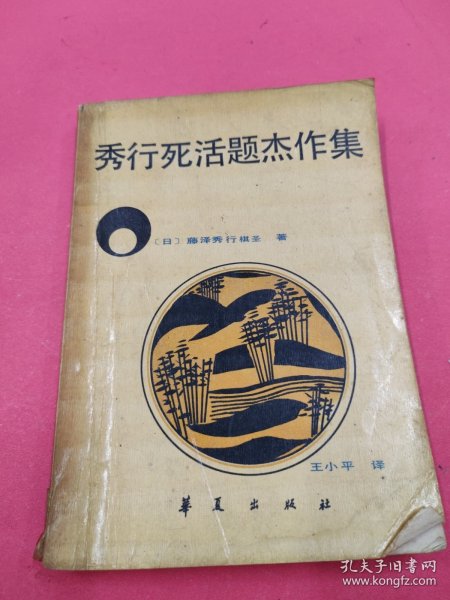 秀行死活题杰作集
〔日〕藤泽秀行棋圣 著
王小平 译
华夏出版社
孔夫子旧书网
www.kongfz.com